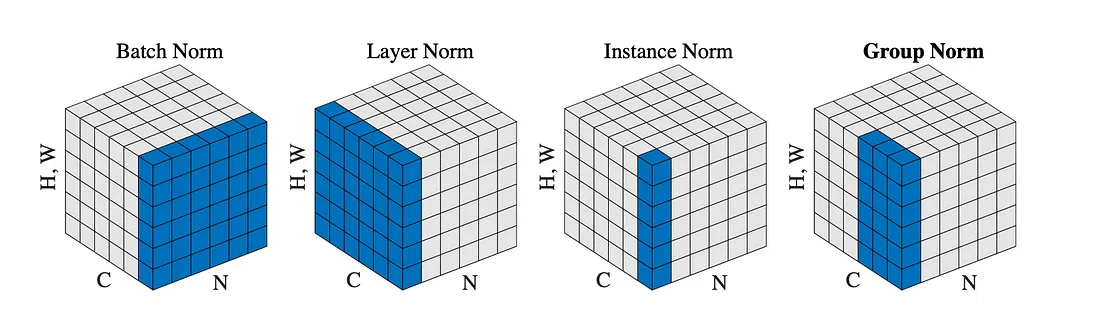 Batch Norm
Layer Norm
Instance Norm
Group Norm
H, W
C
N
H, W
C
N
H, W
C
N
H, W
C
N